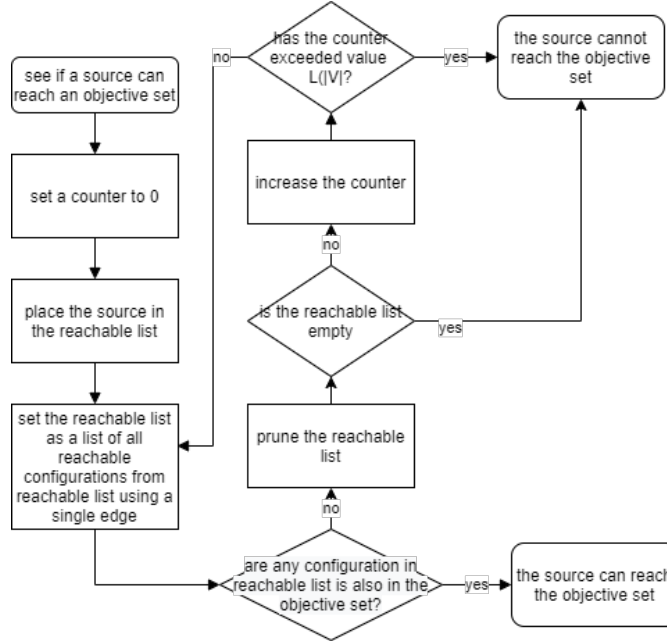 see if a source can
reach an objective set
set a counter to 0
place the source in
the reachable list
set the reachable list
as a list of all
reachable
configurations from
reachable list using a
single edge
are any configuration in
reachable list is also in the
objective set?
yes
the source can reach
the objective set
no
prune the reachable
list
is the reachable list
empty
yes
no
increase the counter
has the counter
exceeded value
L(|V|?
no
yes
the source cannot
reach the objective
set